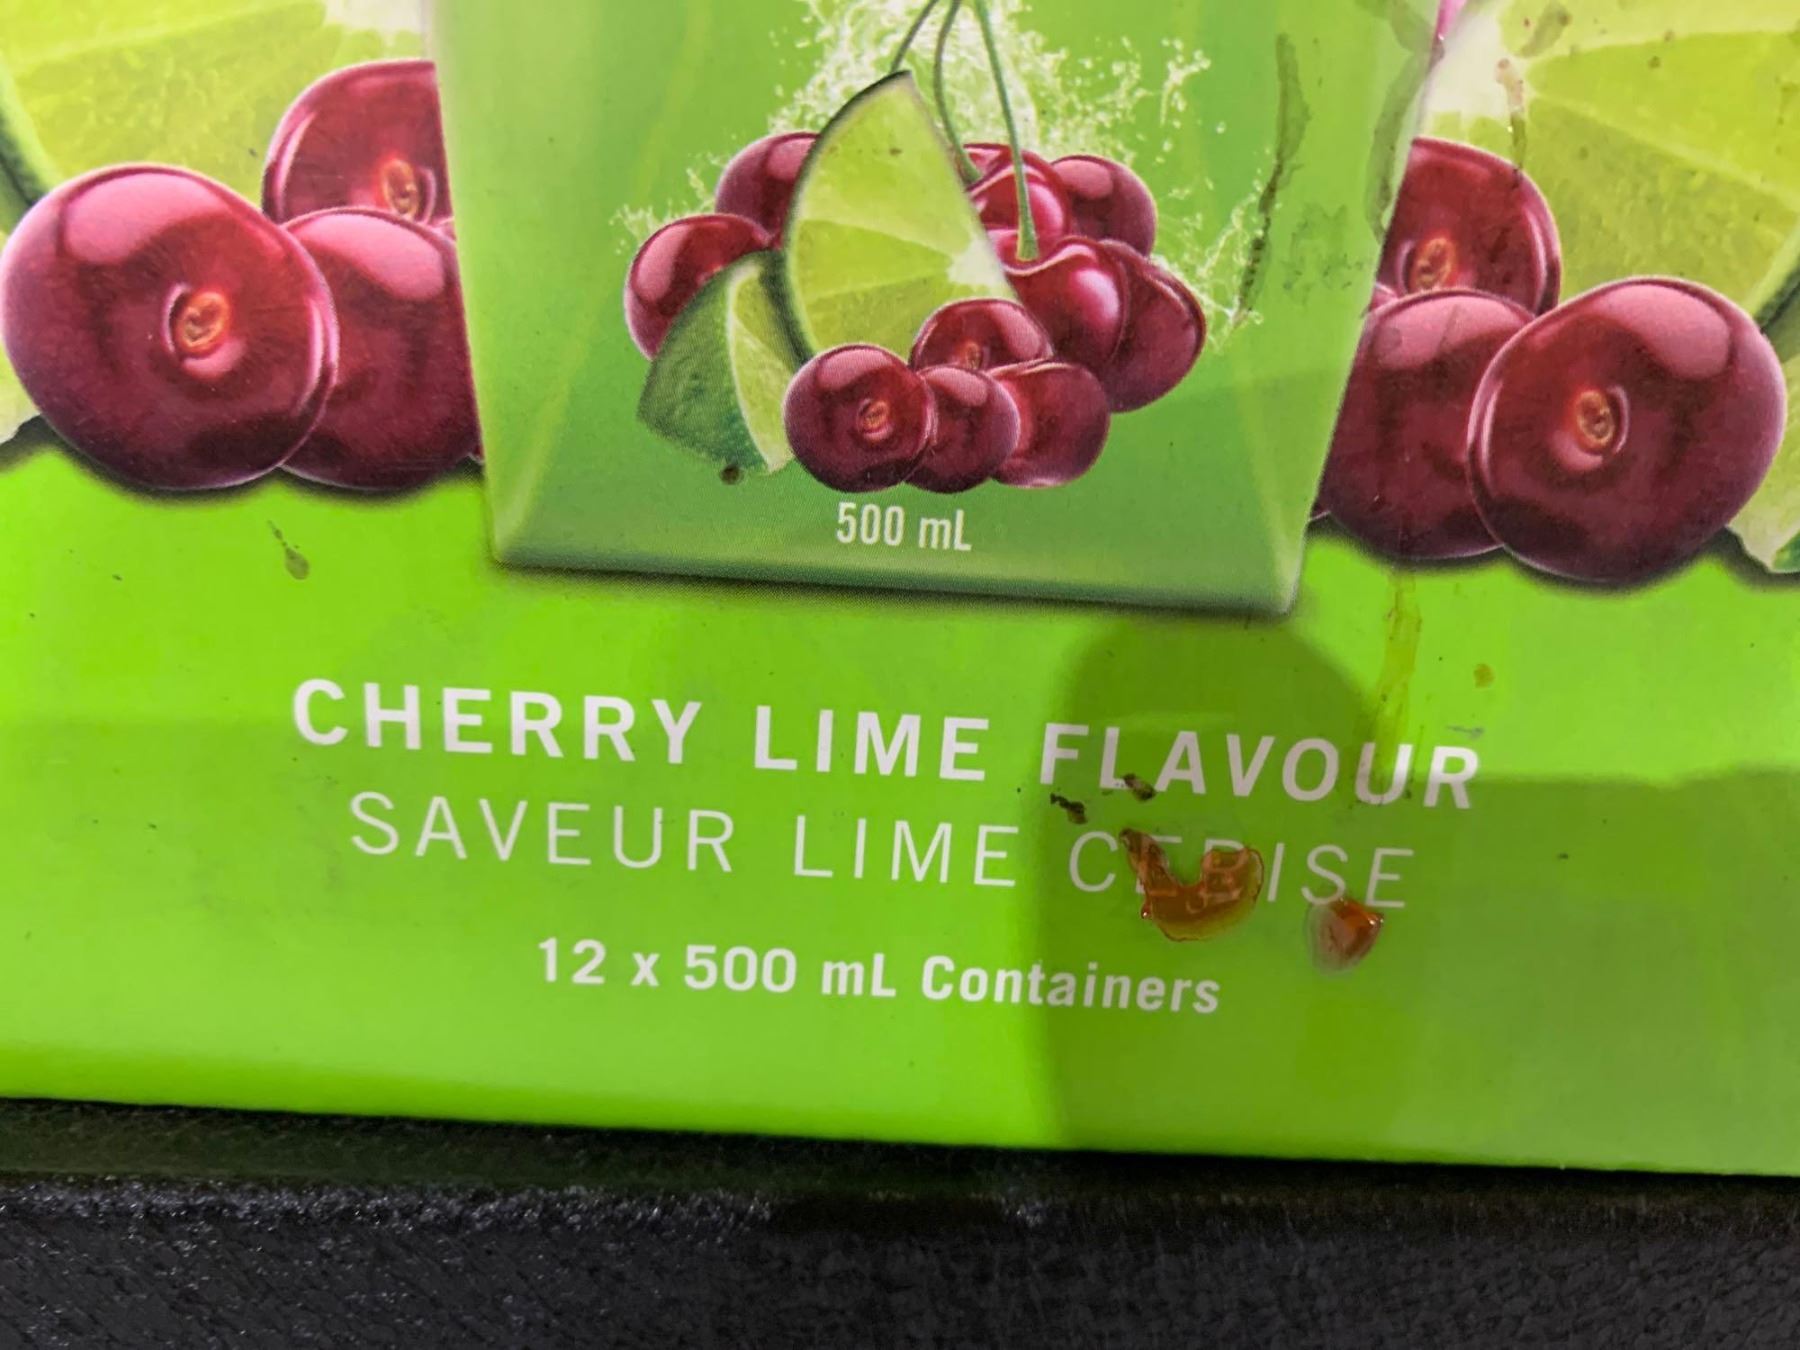 500 mL
CHERRY LIME FLAVOUR
SAVEUR LIME CERISE
12 x 500 mL Containers